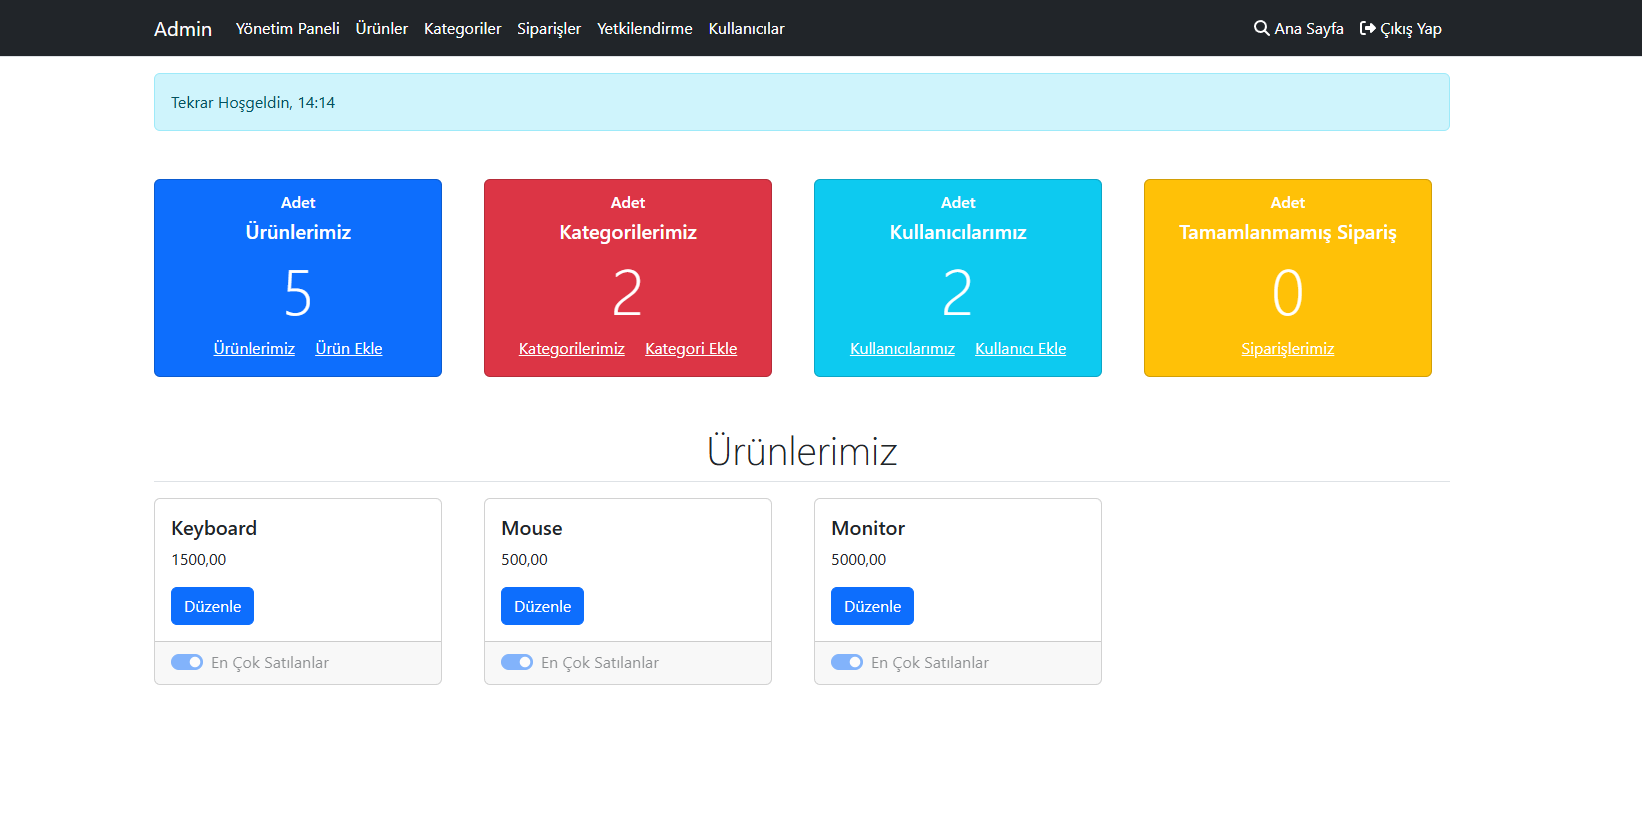 Admin Yönetim Paneli Ürünler Kategoriler Siparişler Yetkilendirme Kullanıcılar Ana Sayfa Çıkış Yap
Tekrar Hoşgeldin, 14:14
Adet
Ürünlerimiz
5
Ürünlerimiz Ürün Ekle
Adet
Kategorilerimiz
2
Kategorilerimiz Kategori Ekle
Adet
Kullanıcılarımız
2
Kullanıcılarımız Kullanıcı Ekle
Adet
Tamamlanmamış Sipariş
0
Siparişlerimiz
Ürünlerimiz
Keyboard
1500,00
Düzenle
En Çok Satılanlar
Mouse
500,00
Düzenle
En Çok Satılanlar
Monitor
5000,00
Düzenle
En Çok Satılanlar